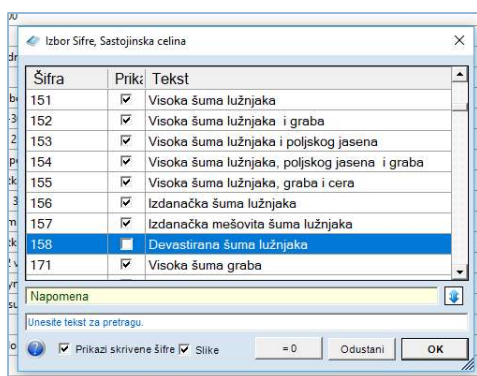 Izbor Sifre, Sastojinska celina
Šifra Prika Tekst
151 Visoka šuma lužnjaka
152 Visoka šuma lužnjaka i graba
153 Visoka šuma lužnjaka i poljskog jasena
154 Visoka šuma lužnjaka, poljskog jasena i graba
155 Visoka šuma lužnjaka, graba i cera
156 Izdanačka šuma lužnjaka
157 Izdanačka mešovita šuma lužnjaka
158 Devastirana šuma lužnjaka
171 Visoka šuma graba
Napomena
Unesite tekst za pretragu.
Prikazi skrivene šifre Slike = 0 Odustani OK